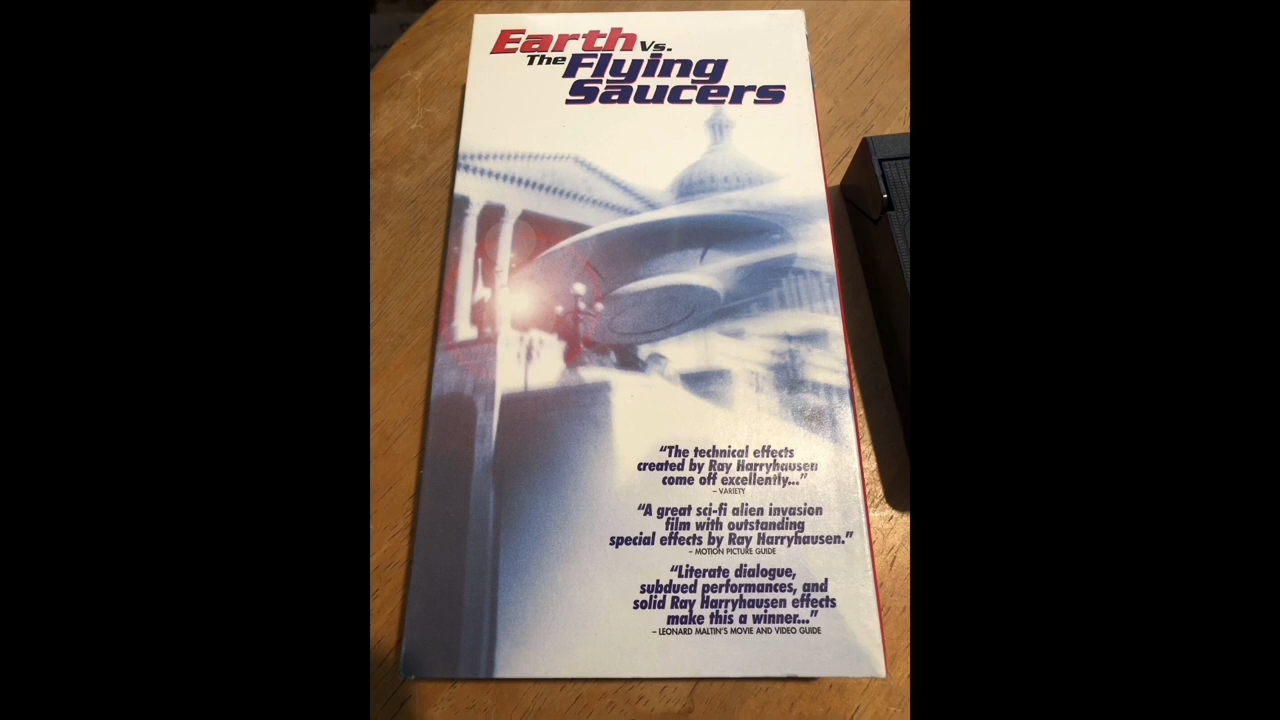 Earth Vs.
The Flying
Saucers
“The technical effects
created by Ray Harryhausen
come off excellently...”
– VARIETY
“A great sci-fi alien invasion
film with outstanding
special effects by Ray Harryhausen.”
– MOTION PICTURE GUIDE
“Literate dialogue,
subdued performances, and
solid Ray Harryhausen effects
make this a winner...”
– LEONARD MALTIN'S MOVIE AND VIDEO GUIDE